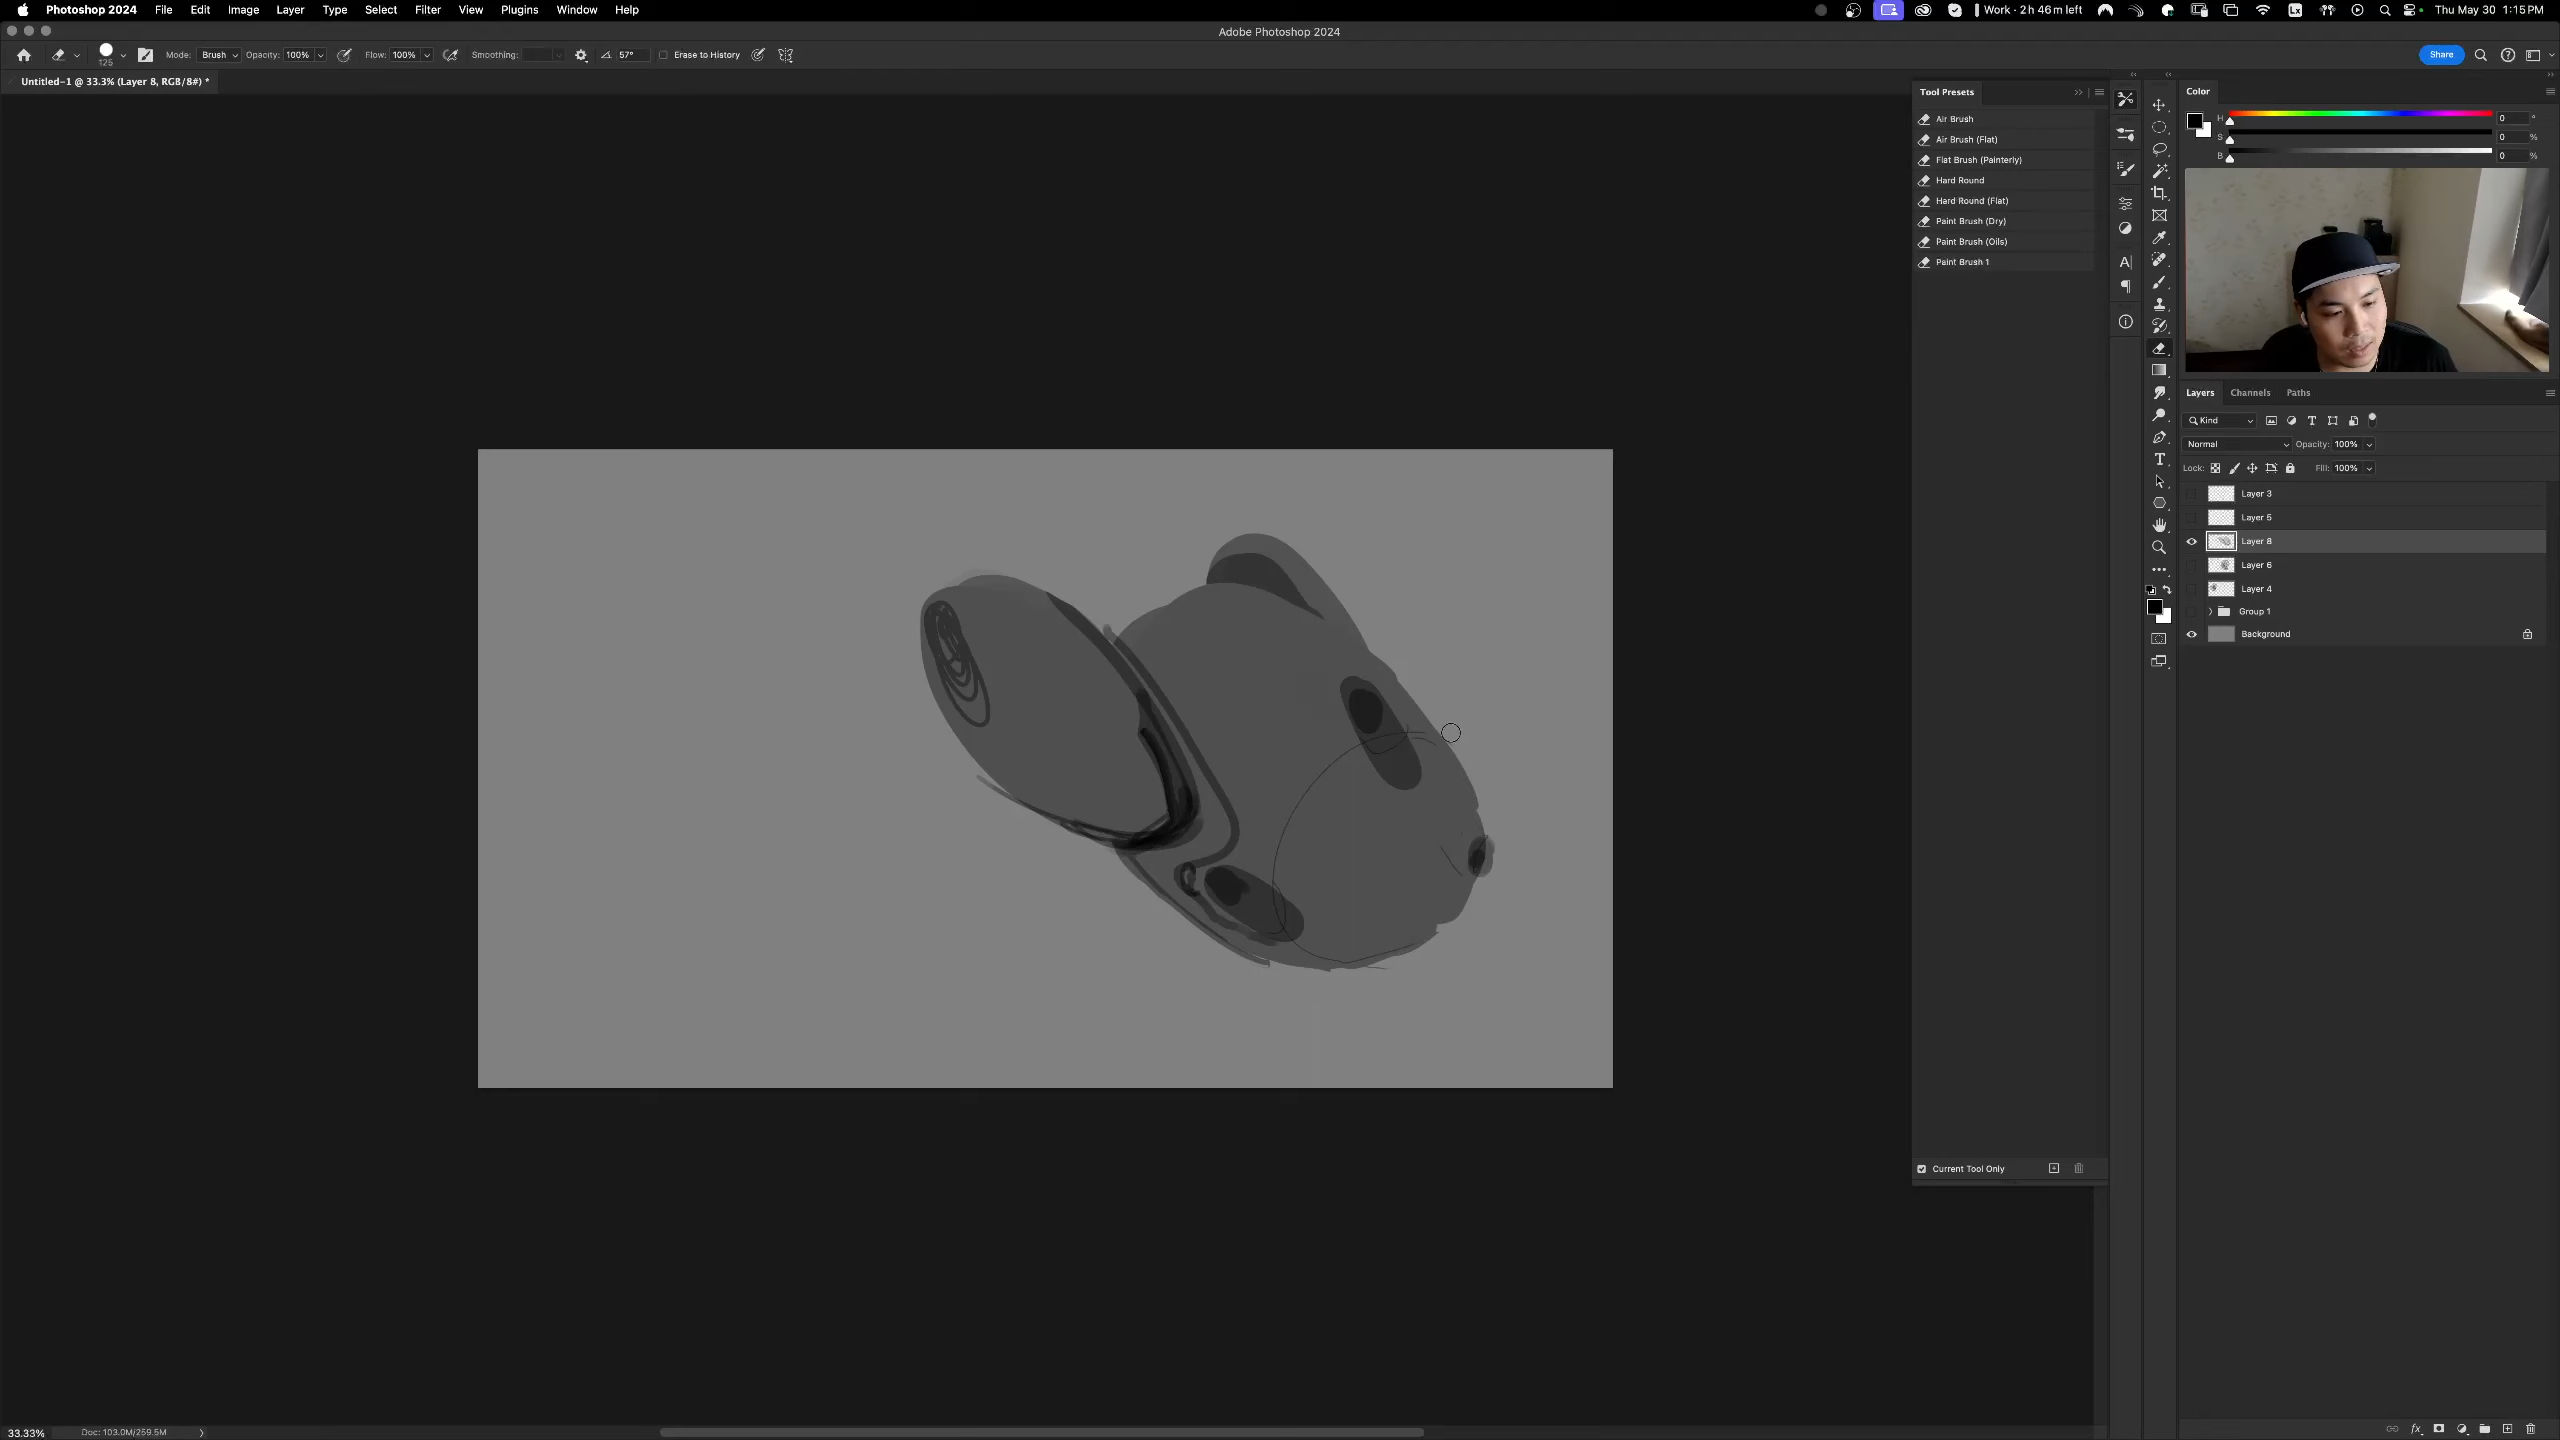 Photoshop 2024 File Edit Image Layer Type Select Filter View Plugins Window Help Work · 2h 46m left Thu May 30 1:15 PM
Adobe Photoshop 2024
125 Mode: Brush Opacity: 100% Flow: 100% Smoothing: 57° Erase to History Share
Untitled-1 @ 33.3% (Layer 8, RGB/8#) *
Tool Presets
Air Brush
Air Brush (Flat)
Flat Brush (Painterly)
Hard Round
Hard Round (Flat)
Paint Brush (Dry)
Paint Brush (Oils)
Paint Brush 1
Current Tool Only
Color
H 0 °
S 0 %
B 0 %
Layers Channels Paths
Kind
Normal Opacity: 100%
Lock: Fill: 100%
Layer 3
Layer 5
Layer 8
Layer 6
Layer 4
Group 1
Background
33.33% Doc: 103.0M/259.5M